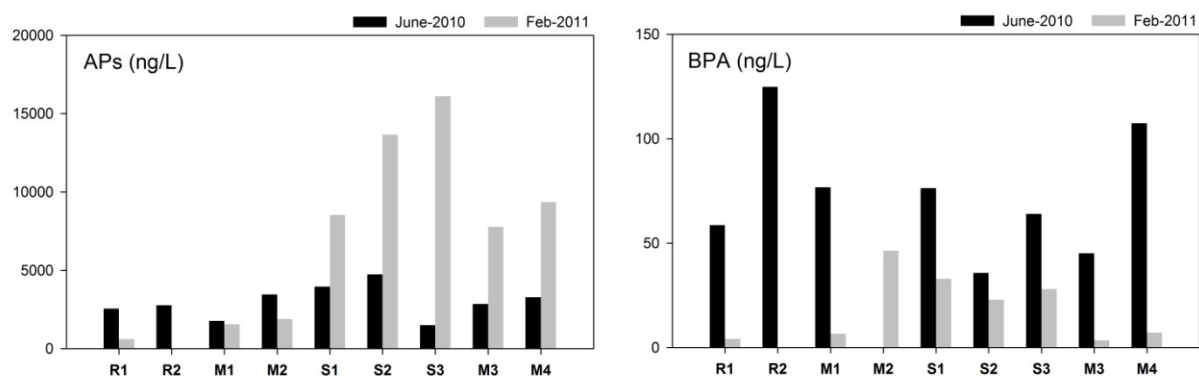 June-2010 Feb-2011
20000
APs (ng/L)
15000
10000
5000
0
R1 R2 M1 M2 S1 S2 S3 M3 M4
June-2010 Feb-2011
150
BPA (ng/L)
100
50
0
R1 R2 M1 M2 S1 S2 S3 M3 M4